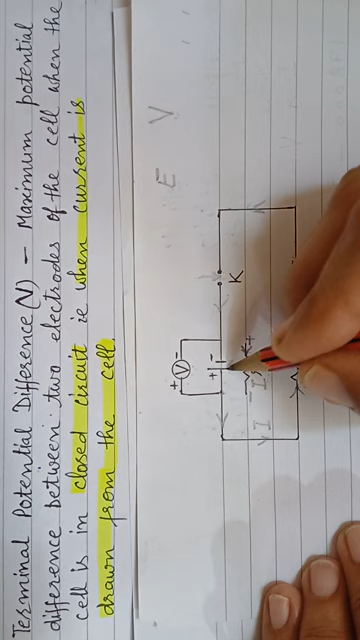 Terminal Potential Difference (V) - Maximum potential
difference between two electrodes of the cell when the
cell is in closed circuit ie when current is
drawn from the cell.
E V
+ V -
+ -
K
I
I